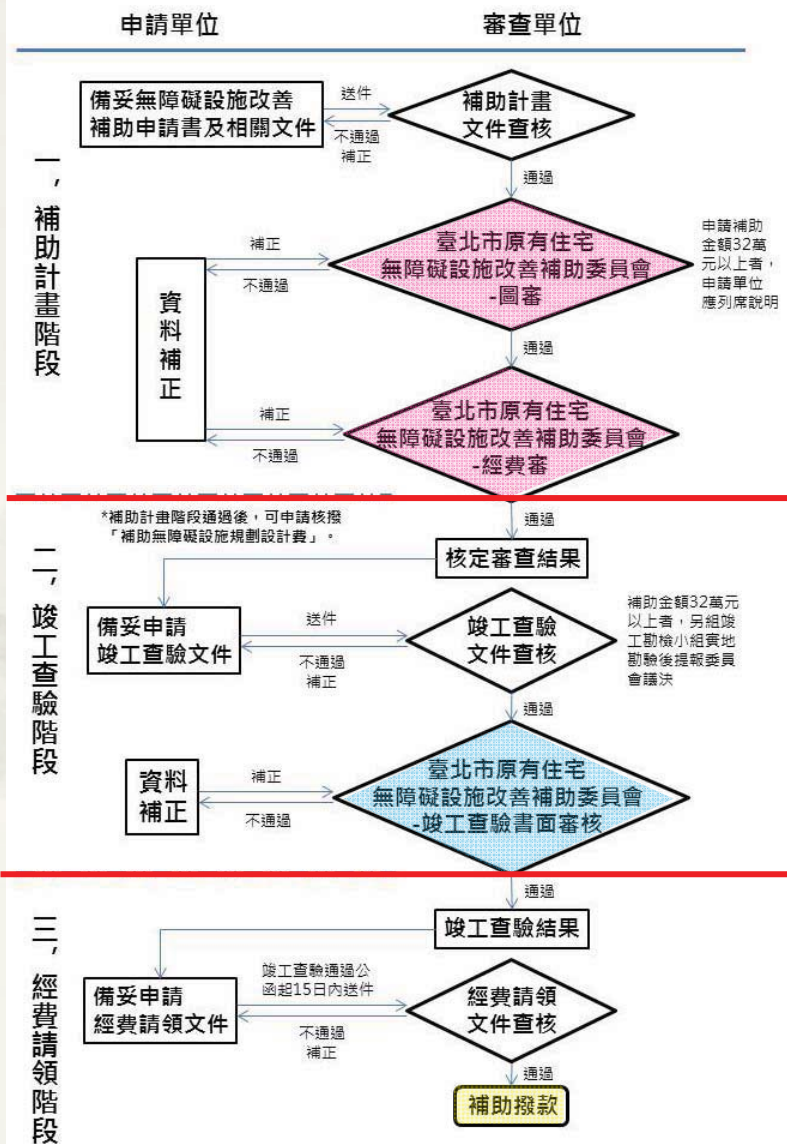 申請單位
審查單位
一，補助計畫階段
備妥無障礙設施改善
補助申請書及相關文件
送件
不通過
補正
補助計畫
文件查核
通過
資料補正
補正
不通過
臺北市原有住宅
無障礙設施改善補助委員會
-圖審
申請補助
金額32萬
元以上者，
申請單位
應列席說明
通過
補正
不通過
臺北市原有住宅
無障礙設施改善補助委員會
-經費審
二，竣工查驗階段
*補助計畫階段通過後，可申請核撥
「補助無障礙設施規劃設計費」。
通過
核定審查結果
備妥申請
竣工查驗文件
送件
不通過
補正
竣工查驗
文件查核
補助金額32萬元
以上者，另組竣
工勘檢小組實地
勘驗後提報委員
會議決
通過
資料
補正
補正
不通過
臺北市原有住宅
無障礙設施改善補助委員會
-竣工查驗書面審核
三，經費請領階段
通過
竣工查驗結果
備妥申請
經費請領文件
竣工查驗通過公
函起15日內送件
不通過
補正
經費請領
文件查核
通過
補助撥款